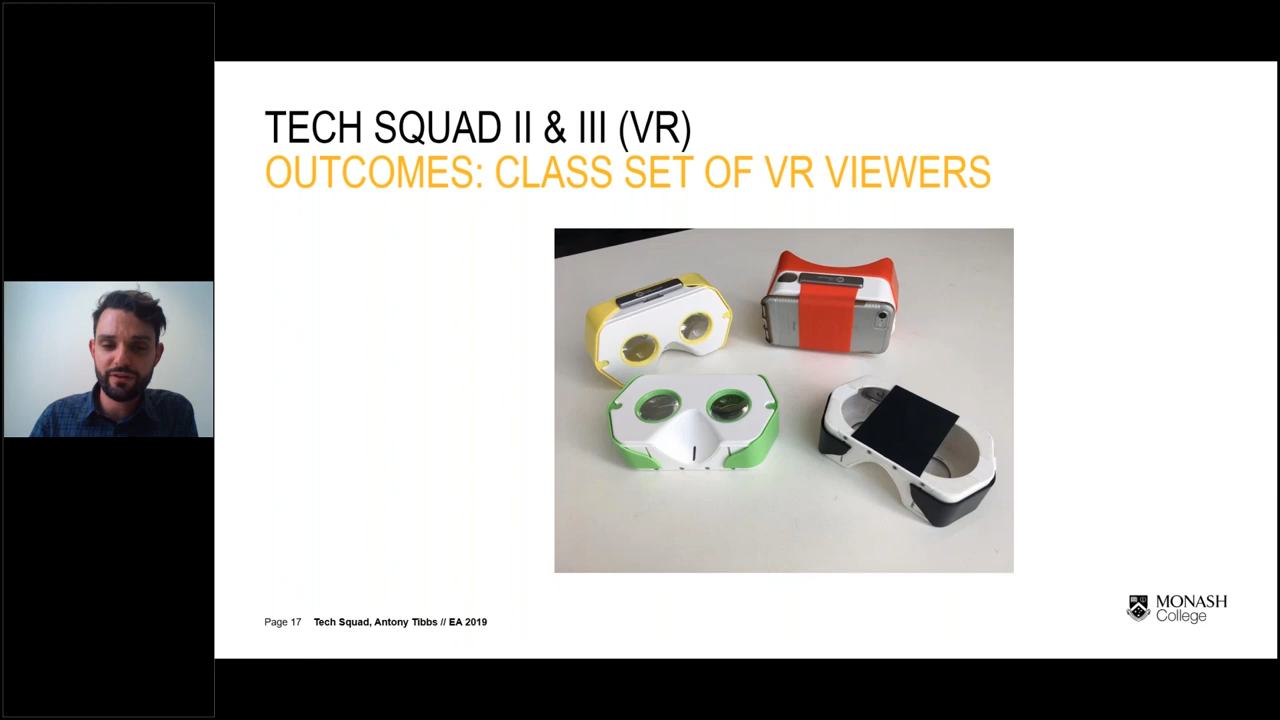 TECH SQUAD II & III (VR)
OUTCOMES: CLASS SET OF VR VIEWERS
Page 17 Tech Squad, Antony Tibbs // EA 2019
MONASH
College